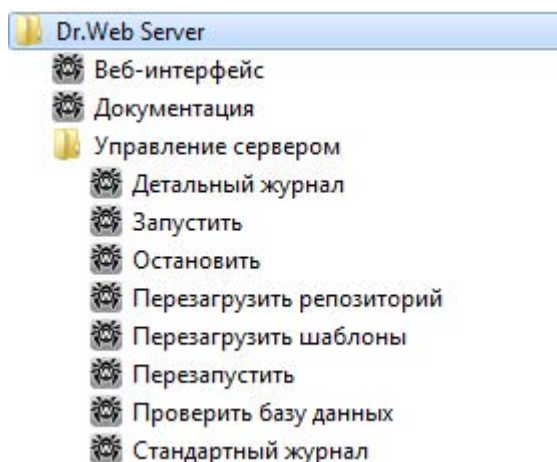 Dr.Web Server
Веб-интерфейс
Документация
Управление сервером
Детальный журнал
Запустить
Остановить
Перезагрузить репозиторий
Перезагрузить шаблоны
Перезапустить
Проверить базу данных
Стандартный журнал